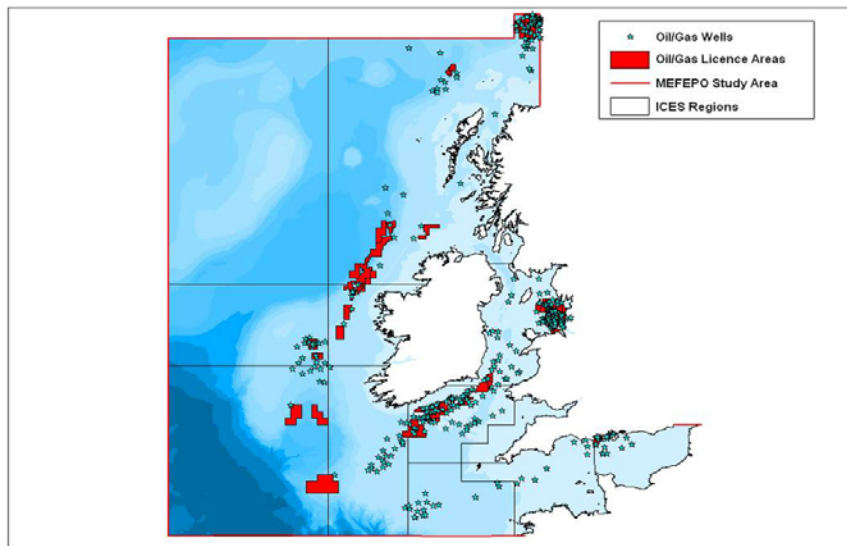 Oil/Gas Wells
Oil/Gas Licence Areas
MEFEPO Study Area
ICES Regions